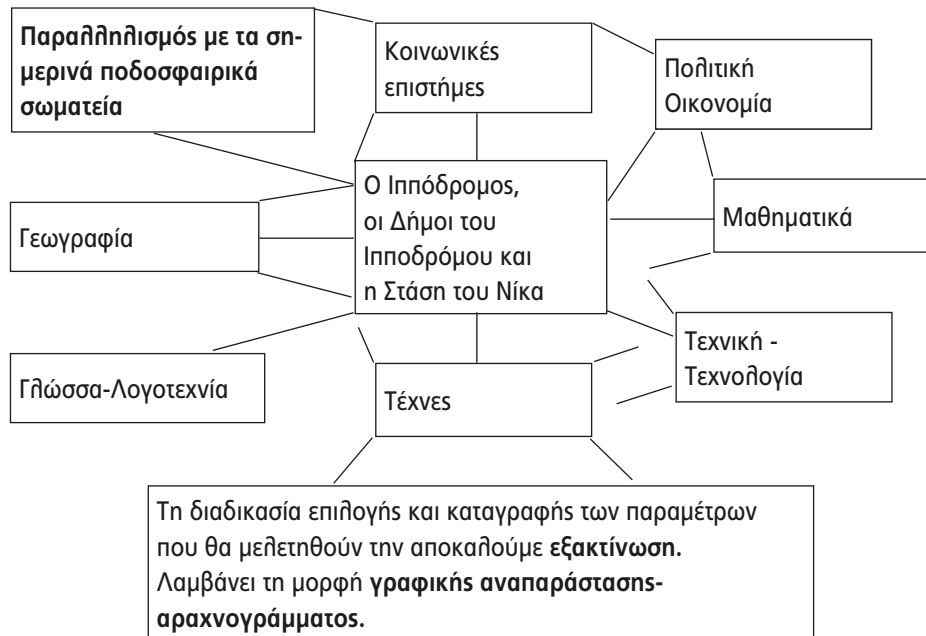 Παραλληλισμός με τα ση-
μερινά ποδοσφαιρικά
σωματεία
Κοινωνικές
επιστήμες
Πολιτική
Οικονομία
Γεωγραφία
Ο Ιππόδρομος,
οι Δήμοι του
Ιπποδρόμου και
η Στάση του Νίκα
Μαθηματικά
Γλώσσα-Λογοτεχνία
Τέχνες
Τεχνική -
Τεχνολογία
Τη διαδικασία επιλογής και καταγραφής των παραμέτρων
που θα μελετηθούν την αποκαλούμε εξακτίνωση.
Λαμβάνει τη μορφή γραφικής αναπαράστασης-
αραχνογράμματος.